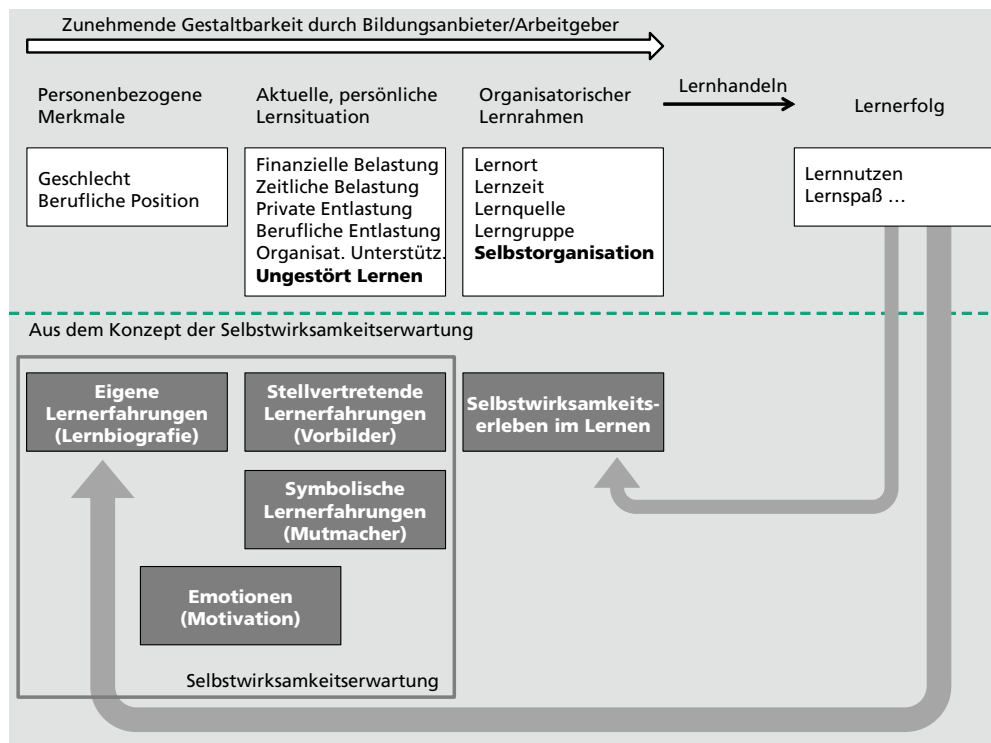 Zunehmende Gestaltbarkeit durch Bildungsanbieter/Arbeitgeber
Personenbezogene
Merkmale
Aktuelle, persönliche
Lernsituation
Organisatorischer
Lernrahmen
Lernhandeln
Lernerfolg
Geschlecht
Berufliche Position
Finanzielle Belastung
Zeitliche Belastung
Private Entlastung
Berufliche Entlastung
Organisat. Unterstütz.
Ungestört Lernen
Lernort
Lernzeit
Lernquelle
Lerngruppe
Selbstorganisation
Lernnutzen
Lernspaß ...
Aus dem Konzept der Selbstwirksamkeitserwartung
Eigene
Lernerfahrungen
(Lernbiografie)
Stellvertretende
Lernerfahrungen
(Vorbilder)
Selbstwirksamkeits-
erleben im Lernen
Symbolische
Lernerfahrungen
(Mutmacher)
Emotionen
(Motivation)
Selbstwirksamkeitserwartung